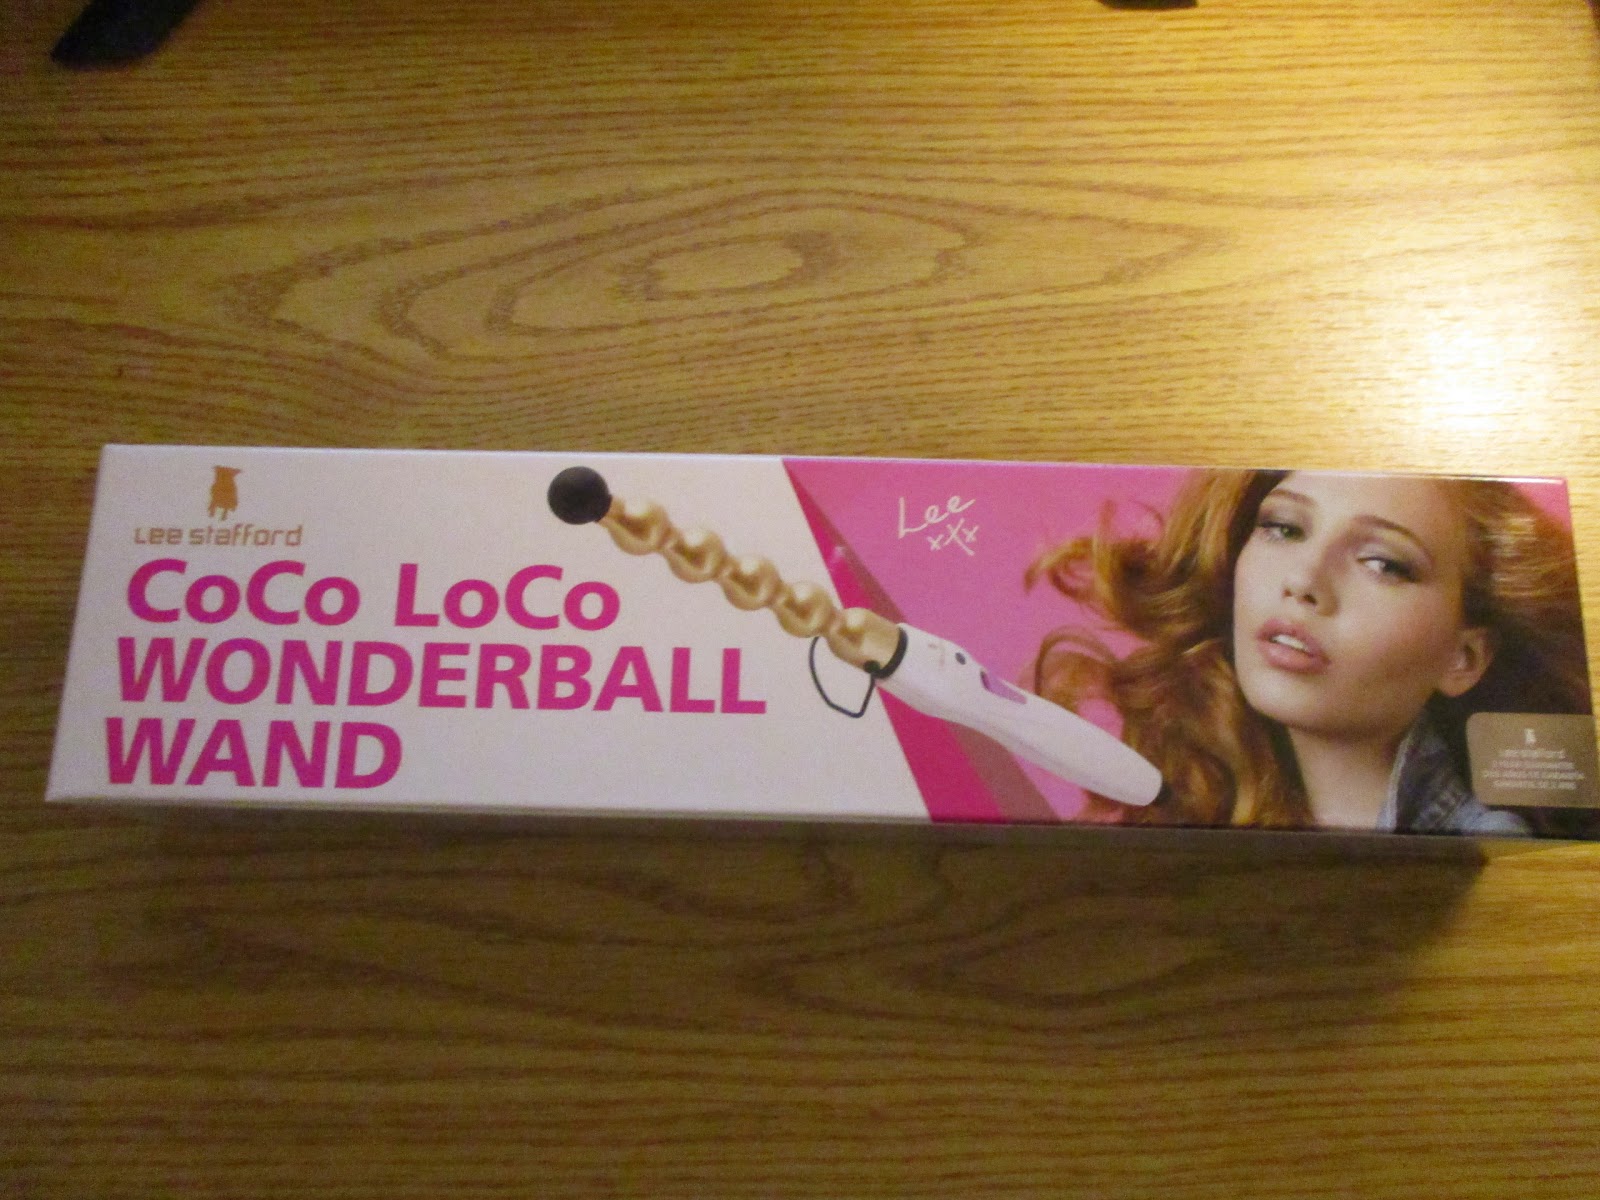 Lee stafford
CoCo LoCo
WONDERBALL
WAND
Lee
xXx
Lee stafford